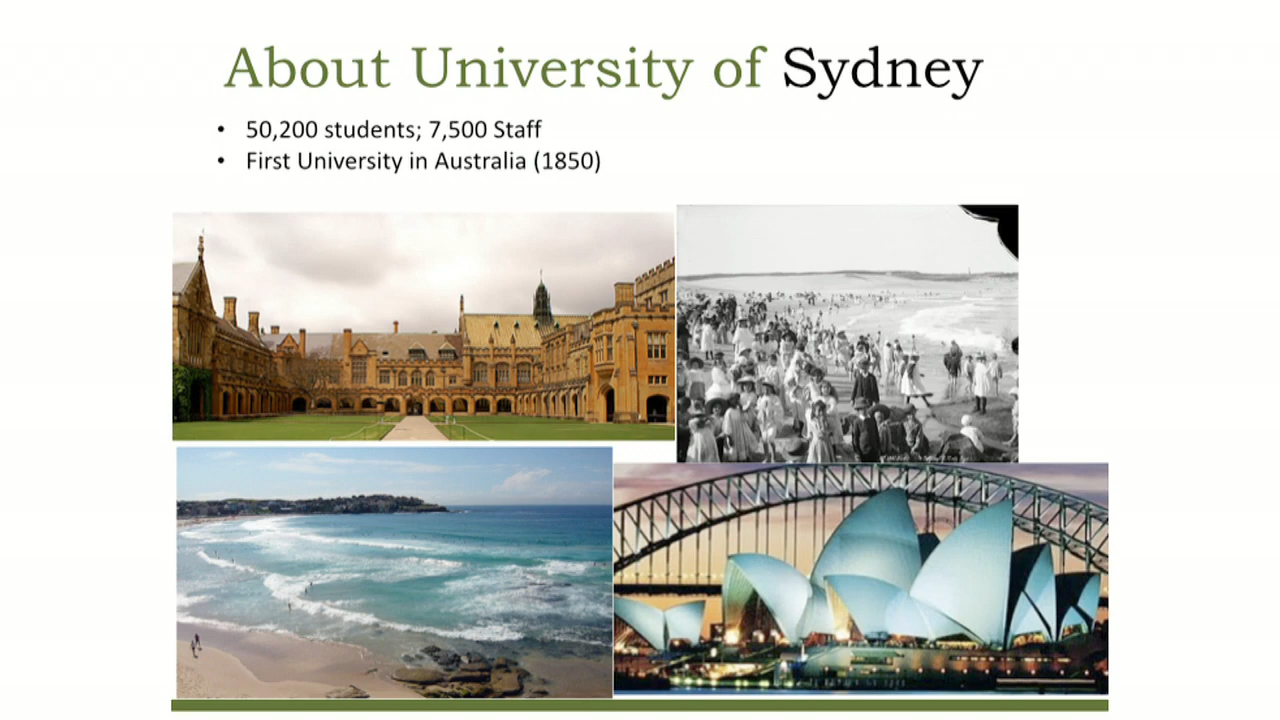 About University of Sydney
• 50,200 students; 7,500 Staff
• First University in Australia (1850)